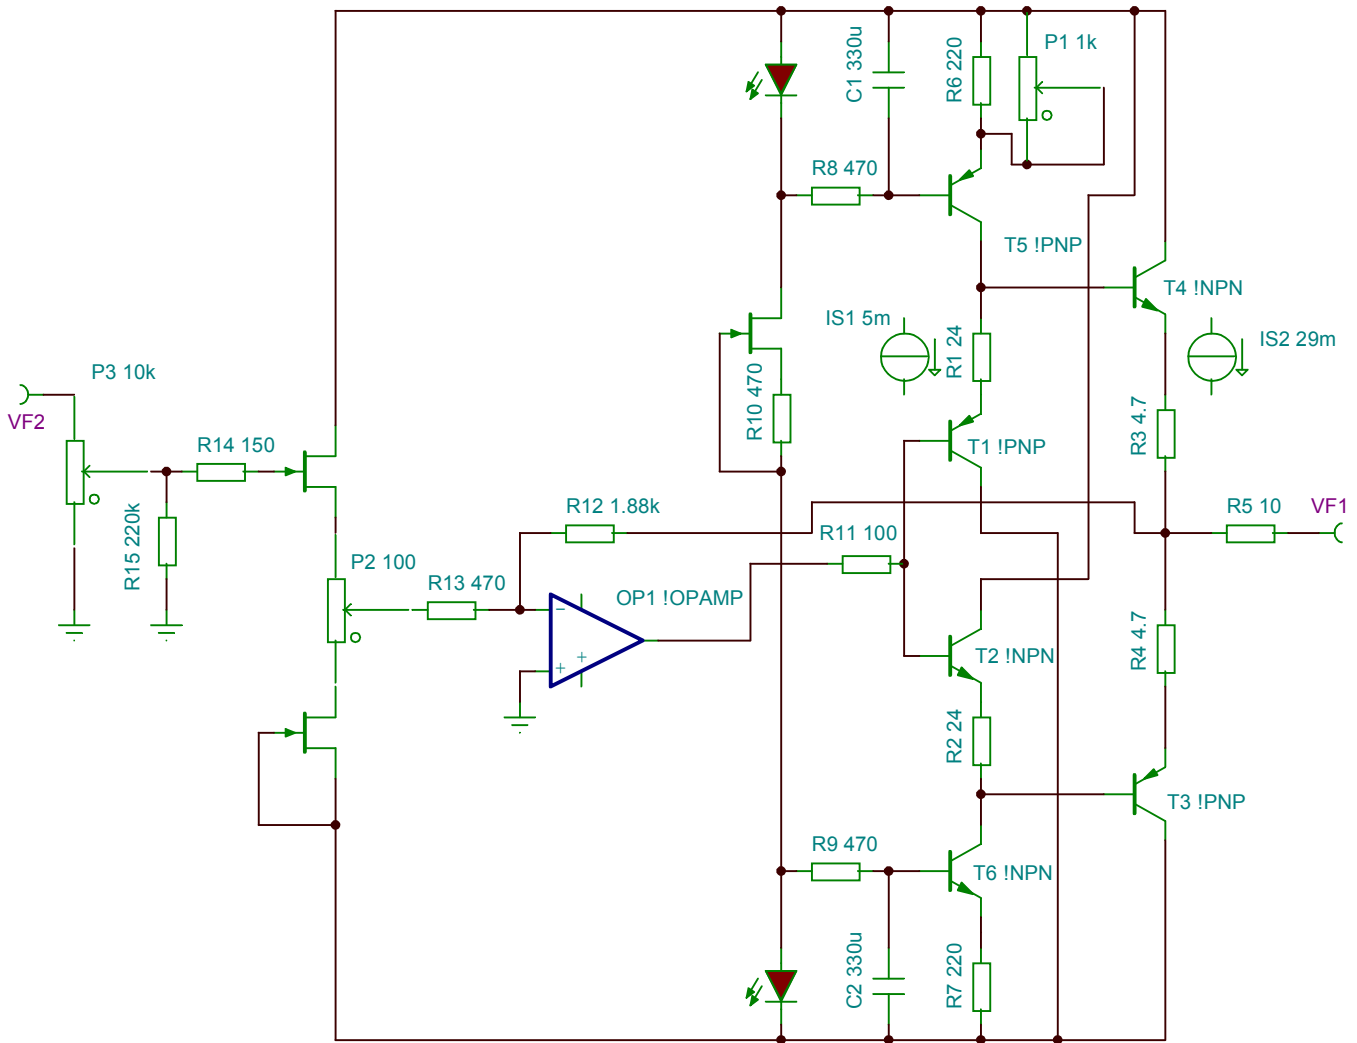 P1 1k
C1 330u
R6 220
R8 470
T5 !PNP
T4 !NPN
IS1 5m
R1 24
IS2 29m
P3 10k
VF2
R10 470
R3 4.7
R14 150
T1 !PNP
R12 1.88k
R5 10
VF1
R15 220k
R11 100
P2 100
R13 470
OP1 !OPAMP
T2 !NPN
R4 4.7
R2 24
T3 !PNP
R9 470
T6 !NPN
C2 330u
R7 220